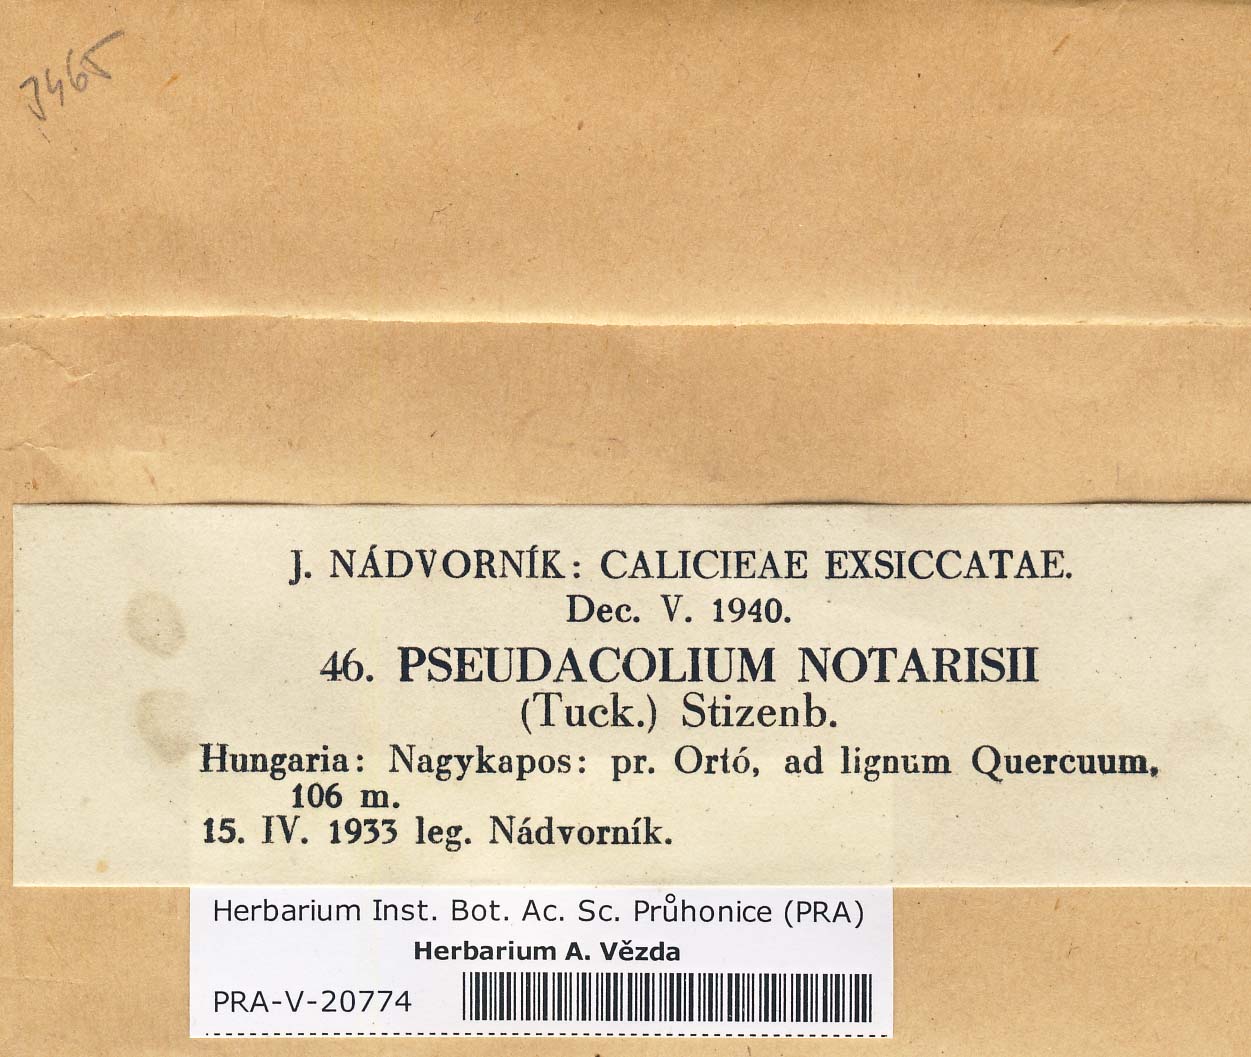 3465
J. NÁDVORNÍK: CALICIEAE EXSICCATAE.
Dec. V. 1940.
46. PSEUDACOLIUM NOTARISII
(Tuck.) Stizenb.
Hungaria: Nagykapos: pr. Ortó, ad lignum Quercuum,
106 m.
15. IV. 1933 leg. Nádvorník.
Herbarium Inst. Bot. Ac. Sc. Průhonice (PRA)
Herbarium A. Vězda
PRA-V-20774